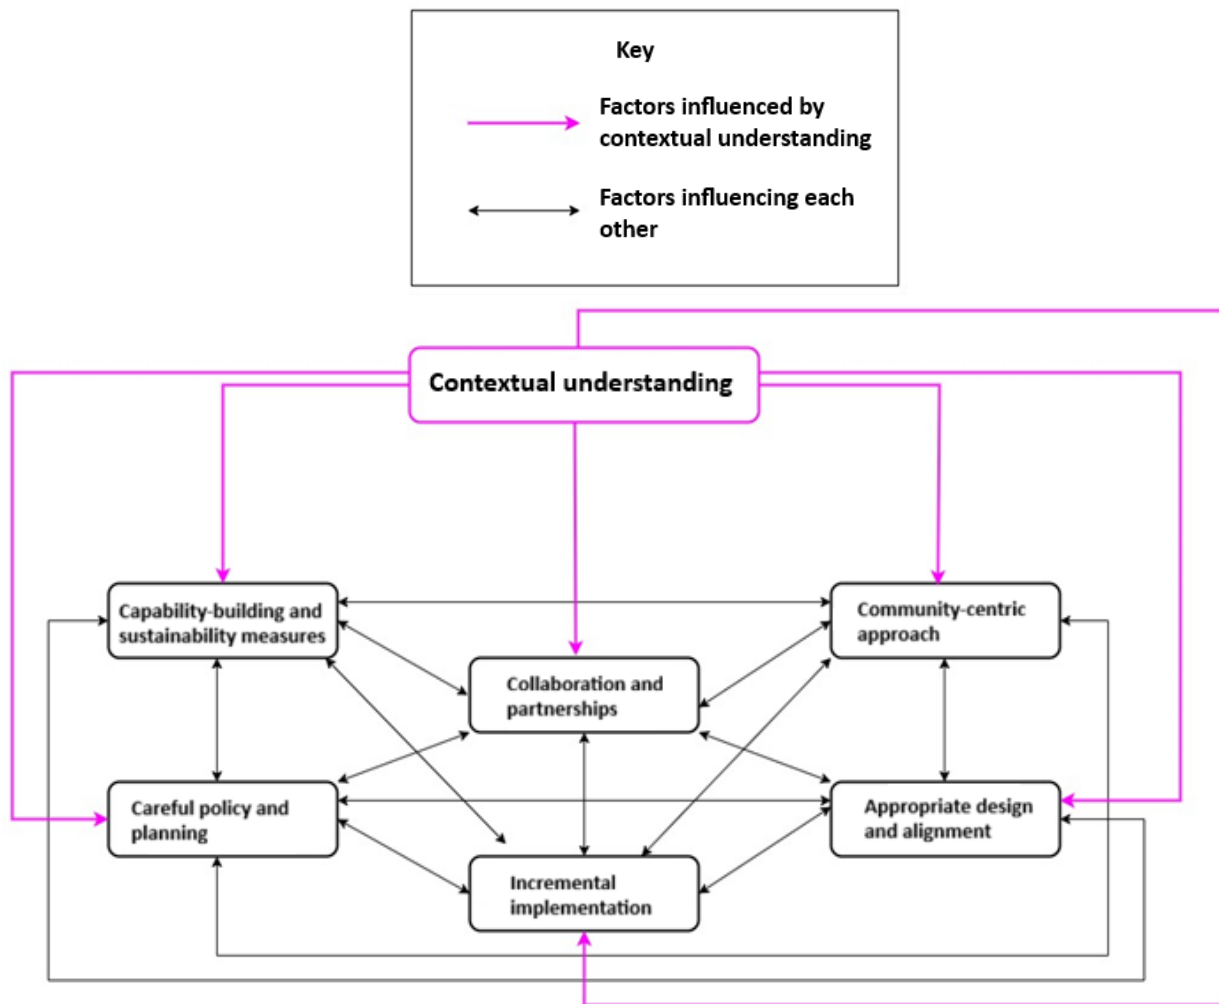 Key
Factors influenced by
contextual understanding
Factors influencing each
other
Contextual understanding
Capability-building and
sustainability measures
Community-centric
approach
Collaboration and
partnerships
Careful policy and
planning
Appropriate design
and alignment
Incremental
implementation